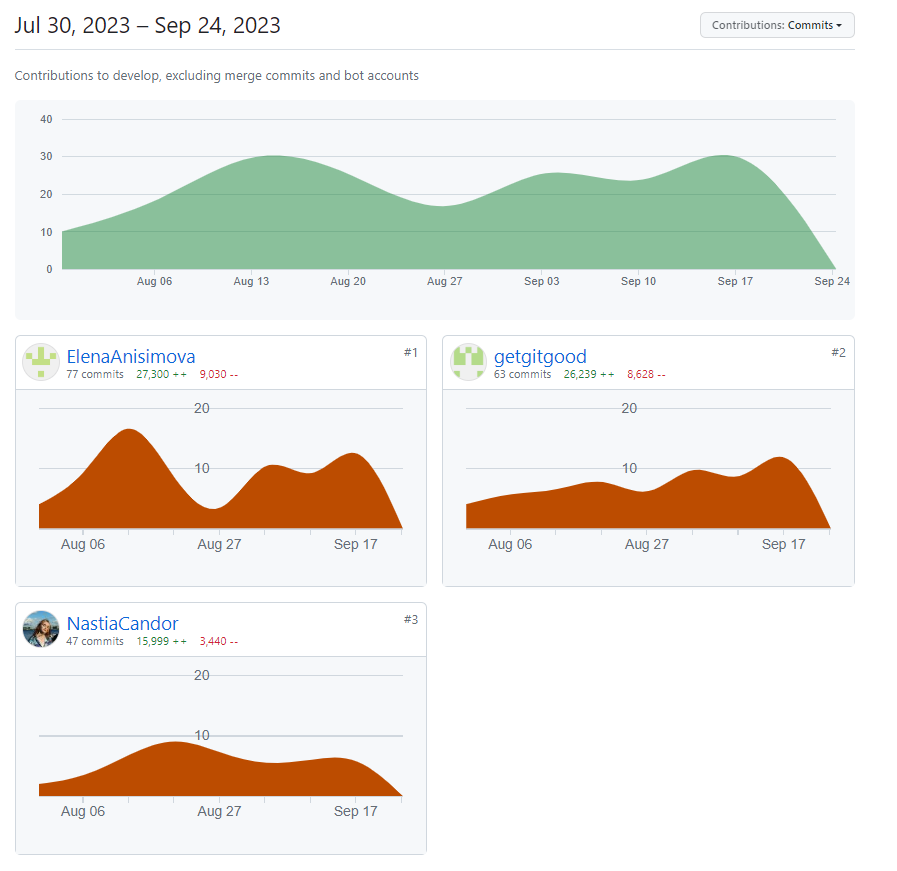 Jul 30, 2023 – Sep 24, 2023
Contributions: Commits
Contributions to develop, excluding merge commits and bot accounts
40
30
20
10
0
Aug 06 Aug 13 Aug 20 Aug 27 Sep 03 Sep 10 Sep 17 Sep 24
ElenaAnisimova #1
77 commits 27,300 ++ 9,030 --
20
10
Aug 06 Aug 27 Sep 17
getgitgood #2
63 commits 26,239 ++ 8,628 --
20
10
Aug 06 Aug 27 Sep 17
NastiaCandor #3
47 commits 15,999 ++ 3,440 --
20
10
Aug 06 Aug 27 Sep 17